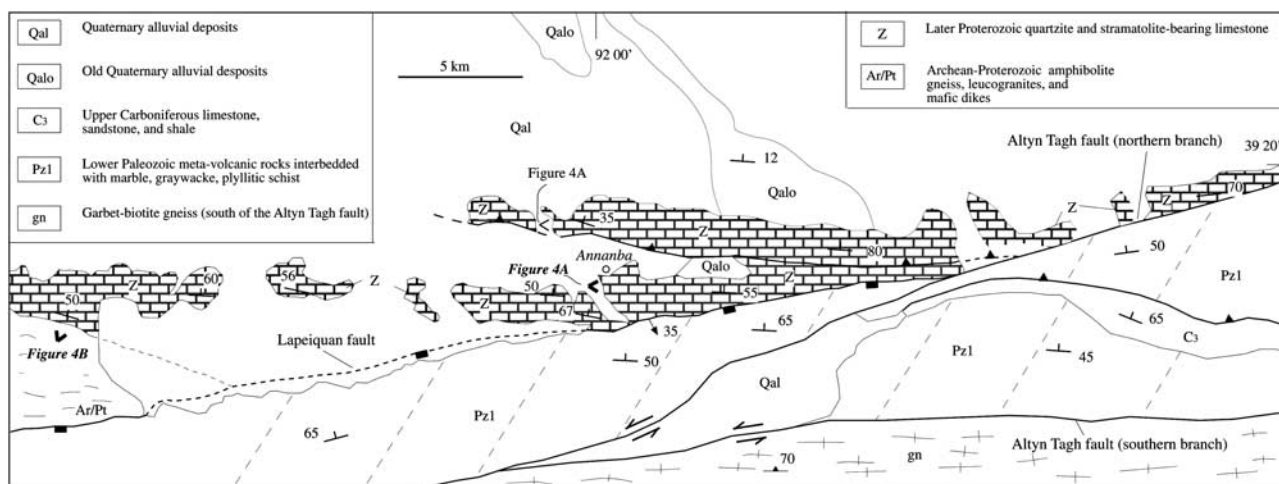 Qal
Quaternary alluvial deposits
Qalo
Old Quaternary alluvial desposits
C3
Upper Carboniferous limestone,
sandstone, and shale
Pz1
Lower Paleozoic meta-volcanic rocks interbedded
with marble, graywacke, plyllitic schist
gn
Garbet-biotite gneiss (south of the Altyn Tagh fault)
Z
Later Proterozoic quartzite and stramatolite-bearing limestone
Ar/Pt
Archean-Proterozoic amphibolite
gneiss, leucogranites, and
mafic dikes
Qalo
92 00'
5 km
Qal
12
Qalo
Altyn Tagh fault (northern branch)
39 20'
Figure 4A
Z
35
Z
Z
Z
Z
70
50
Z
80
Annanba
Qalo
Figure 4A
50
Z
55
67
35
65
Pz1
65
C3
50
Z
60
56
Z
Z
Figure 4B
Lapeiquan fault
50
Pz1
45
Qal
Ar/Pt
65
Pz1
70
gn
Altyn Tagh fault (southern branch)